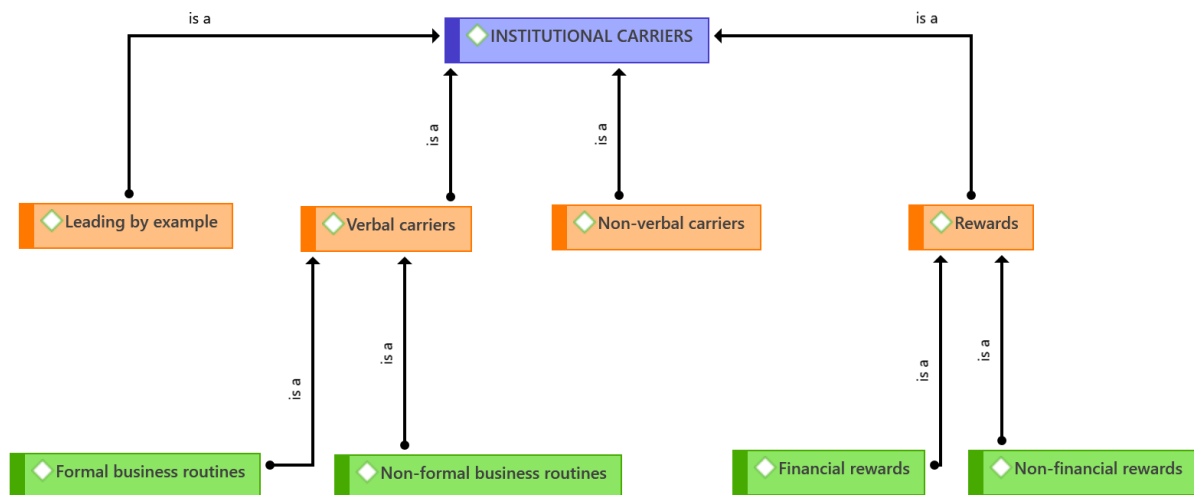 is a
is a
INSTITUTIONAL CARRIERS
is a
is a
Leading by example
Verbal carriers
Non-verbal carriers
Rewards
is a
is a
is a
is a
Formal business routines
Non-formal business routines
Financial rewards
Non-financial rewards